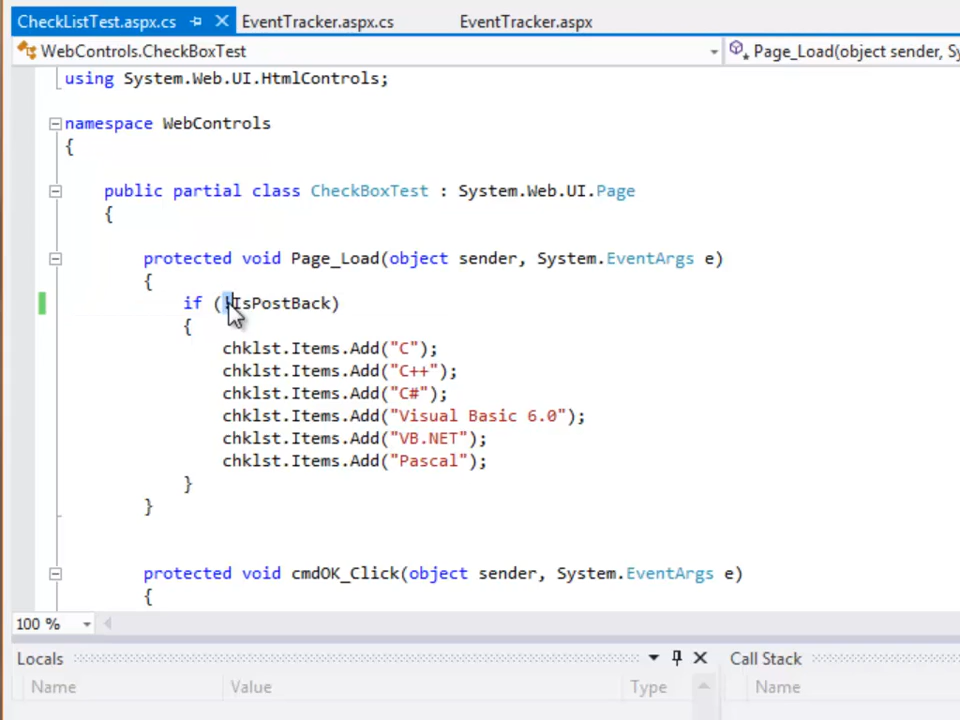 CheckListTest.aspx.cs EventTracker.aspx.cs EventTracker.aspx
WebControls.CheckBoxTest Page_Load(object sender, Sy
using System.Web.UI.HtmlControls;
namespace WebControls
{
public partial class CheckBoxTest : System.Web.UI.Page
{
protected void Page_Load(object sender, System.EventArgs e)
{
if (!IsPostBack)
{
chklst.Items.Add("C");
chklst.Items.Add("C++");
chklst.Items.Add("C#");
chklst.Items.Add("Visual Basic 6.0");
chklst.Items.Add("VB.NET");
chklst.Items.Add("Pascal");
}
}
protected void cmdOK_Click(object sender, System.EventArgs e)
{
100 %
Locals Call Stack
Name Value Type Name